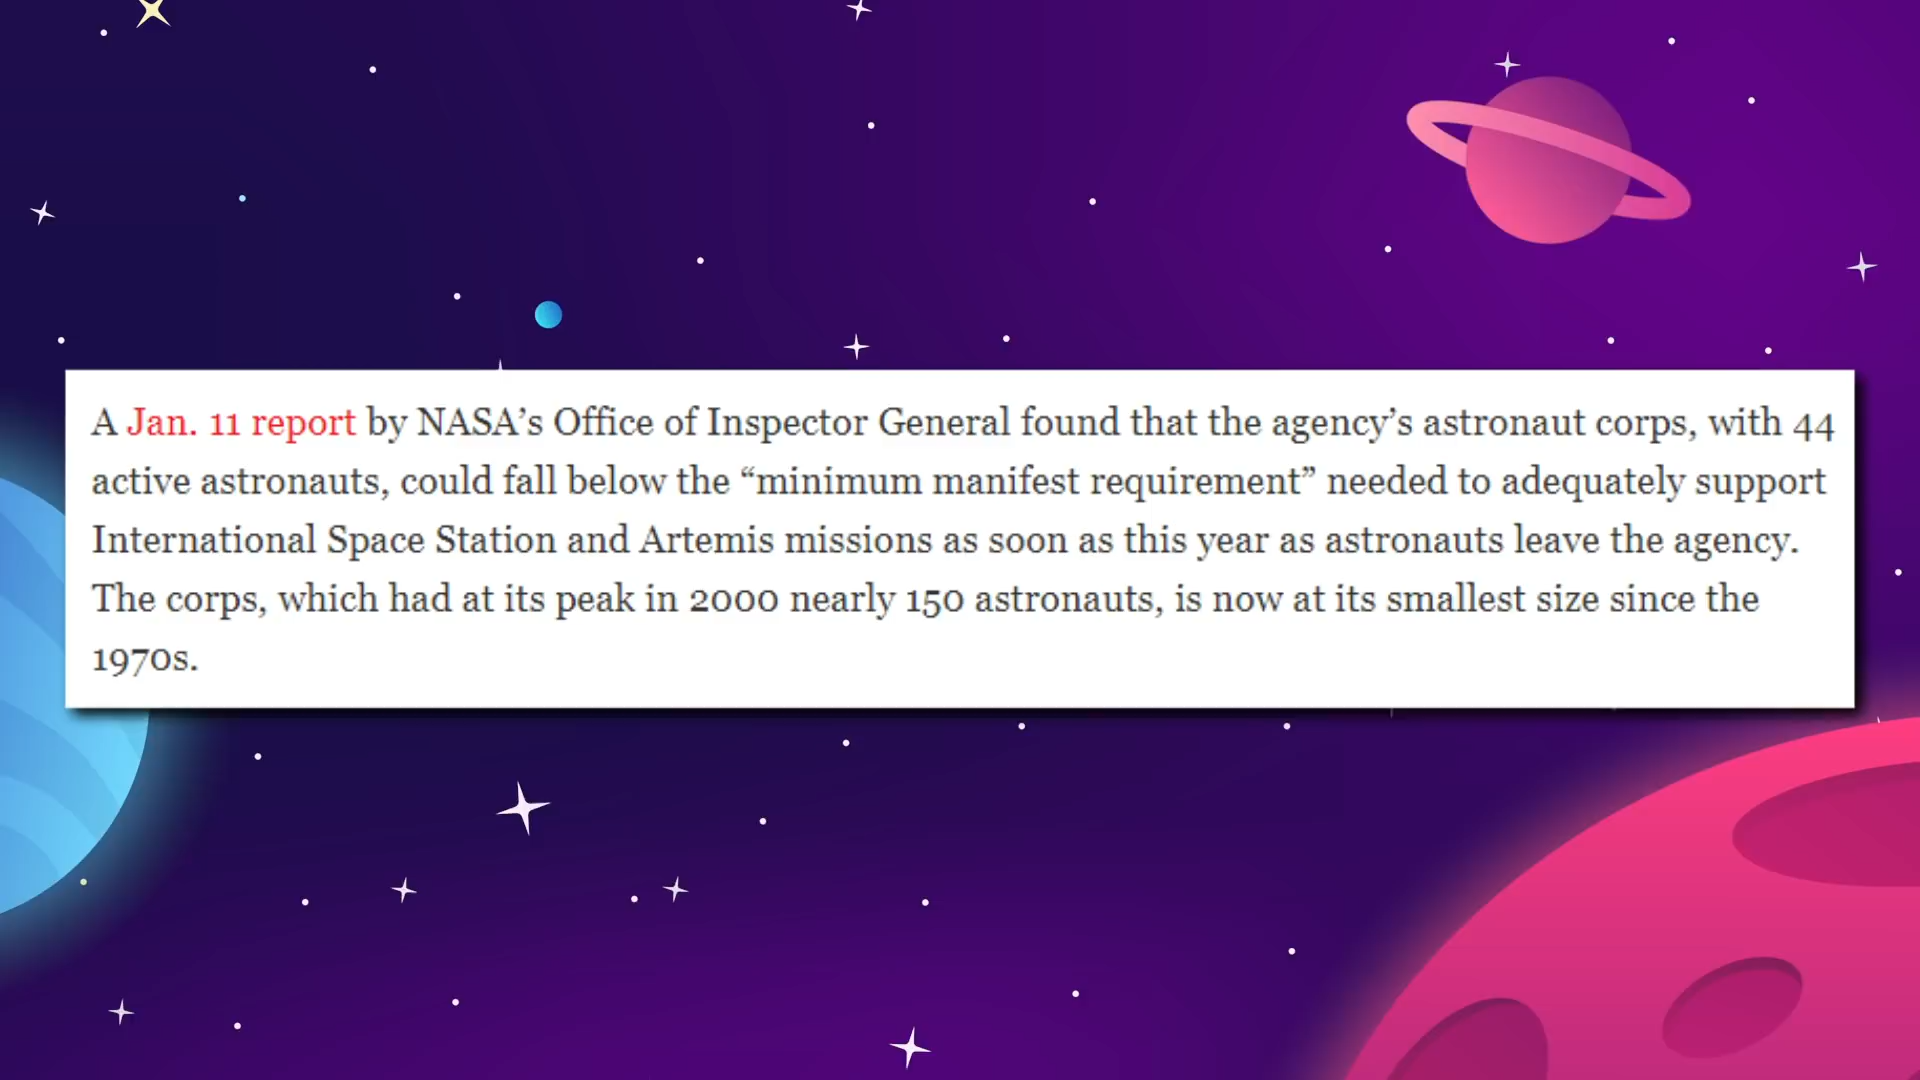 A Jan. 11 report by NASA’s Office of Inspector General found that the agency’s astronaut corps, with 44
active astronauts, could fall below the “minimum manifest requirement” needed to adequately support
International Space Station and Artemis missions as soon as this year as astronauts leave the agency.
The corps, which had at its peak in 2000 nearly 150 astronauts, is now at its smallest size since the
1970s.